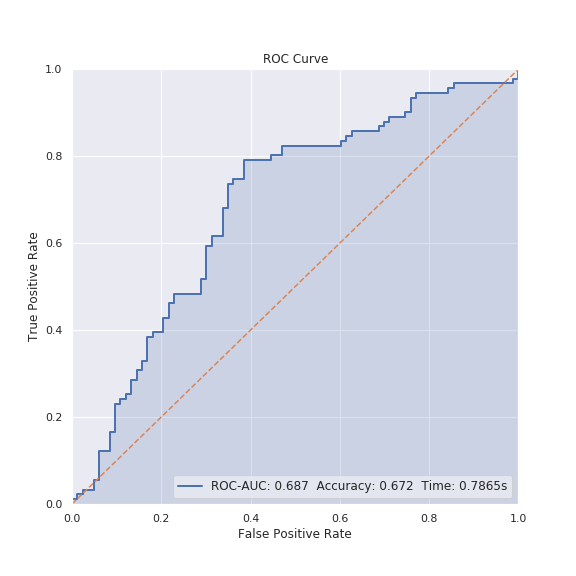 ROC Curve
1.0
0.8
0.6
0.4
0.2
0.0
True Positive Rate
ROC-AUC: 0.687  Accuracy: 0.672  Time: 0.7865s
0.0 0.2 0.4 0.6 0.8 1.0
False Positive Rate